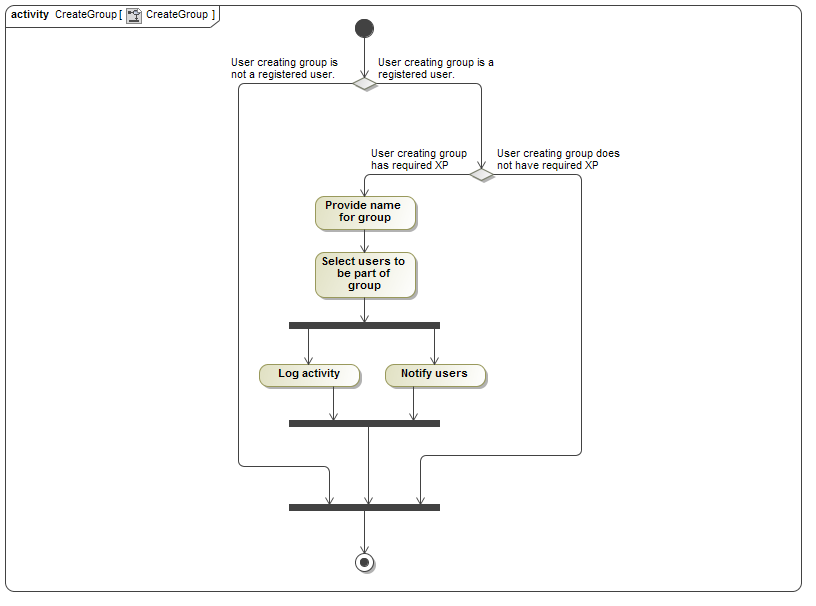 activity CreateGroup [ CreateGroup ]
User creating group is
not a registered user.
User creating group is a
registered user.
User creating group
has required XP
User creating group does
not have required XP
Provide name
for group
Select users to
be part of
group
Log activity
Notify users